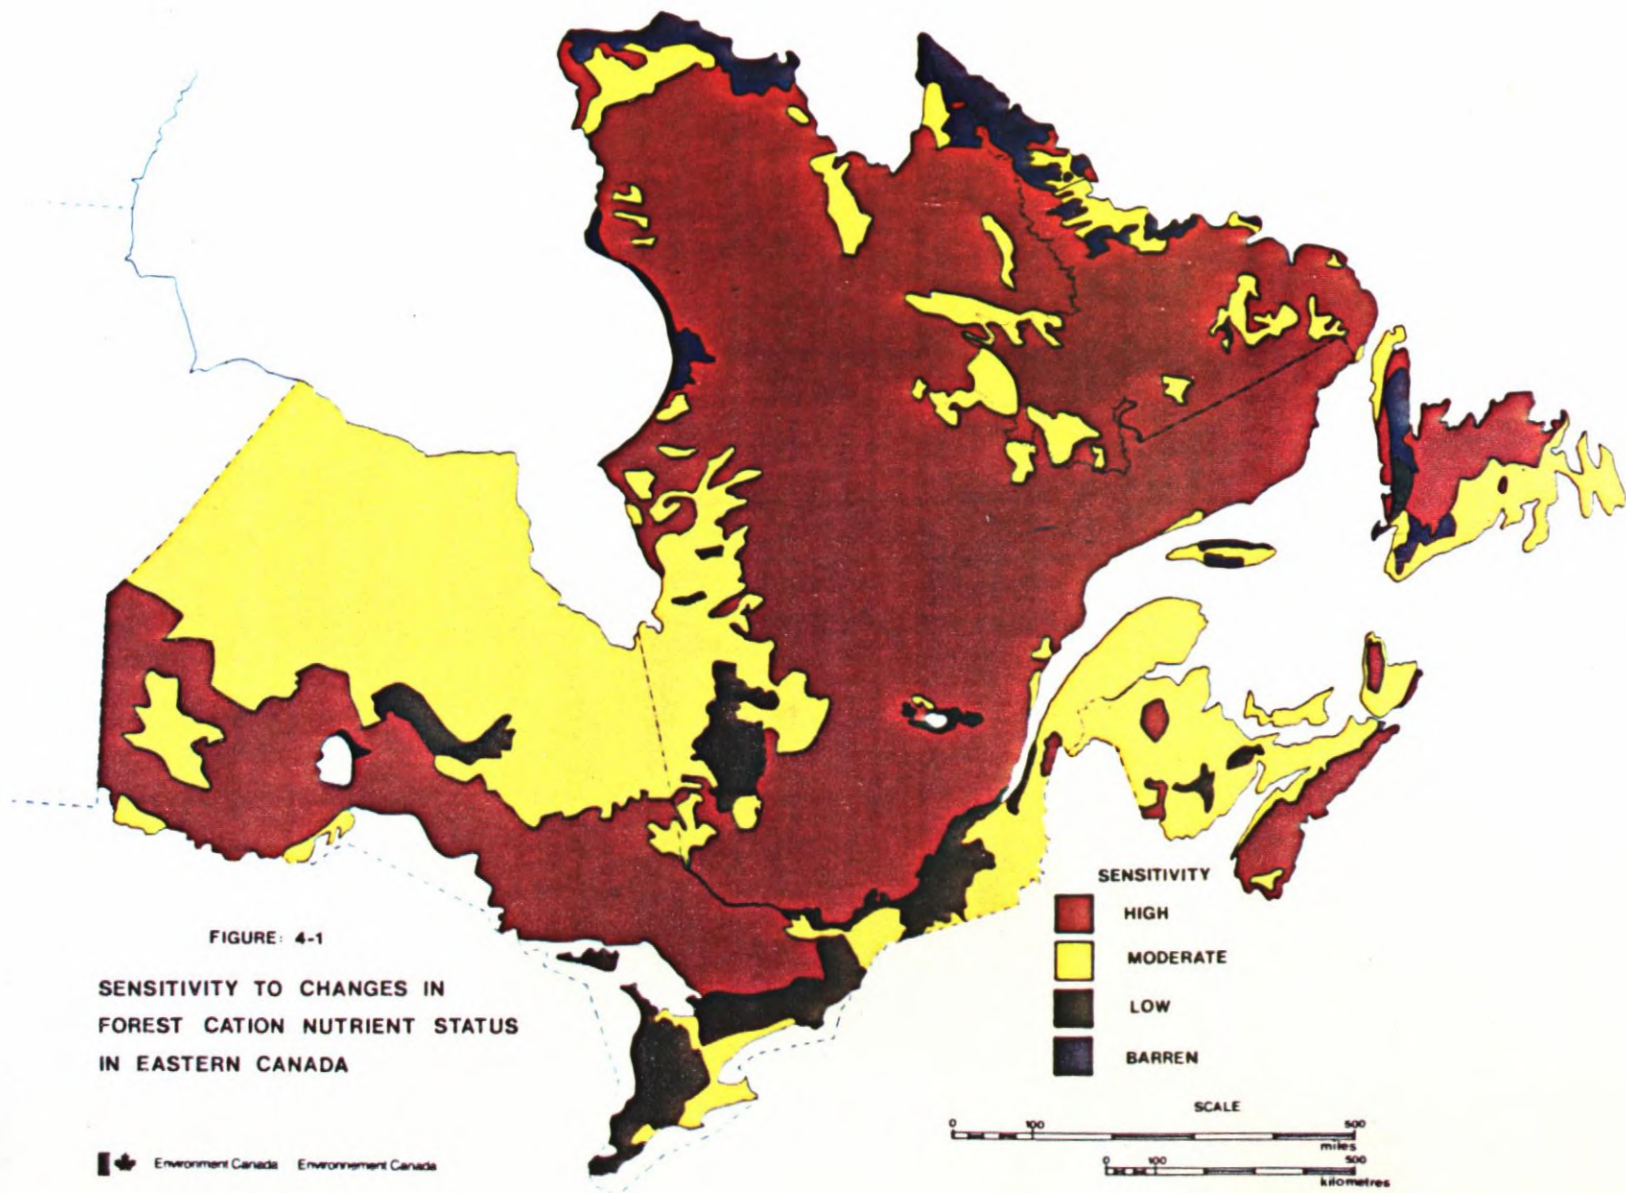 FIGURE: 4-1
SENSITIVITY TO CHANGES IN
FOREST CATION NUTRIENT STATUS
IN EASTERN CANADA
Environment Canada Environnement Canada
SENSITIVITY
HIGH
MODERATE
LOW
BARREN
SCALE
0 100 500
miles
0 100 500
kilometres